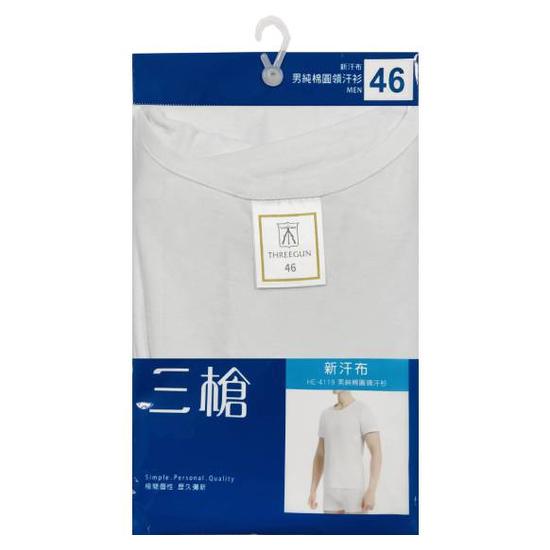 新汗布
男純棉圓領汗衫
MEN
46
THREEGUN
46
三槍
新汗布
HE-4119 男純棉圓領汗衫
Simple．Personal．Quality
極簡個性 歷久彌新